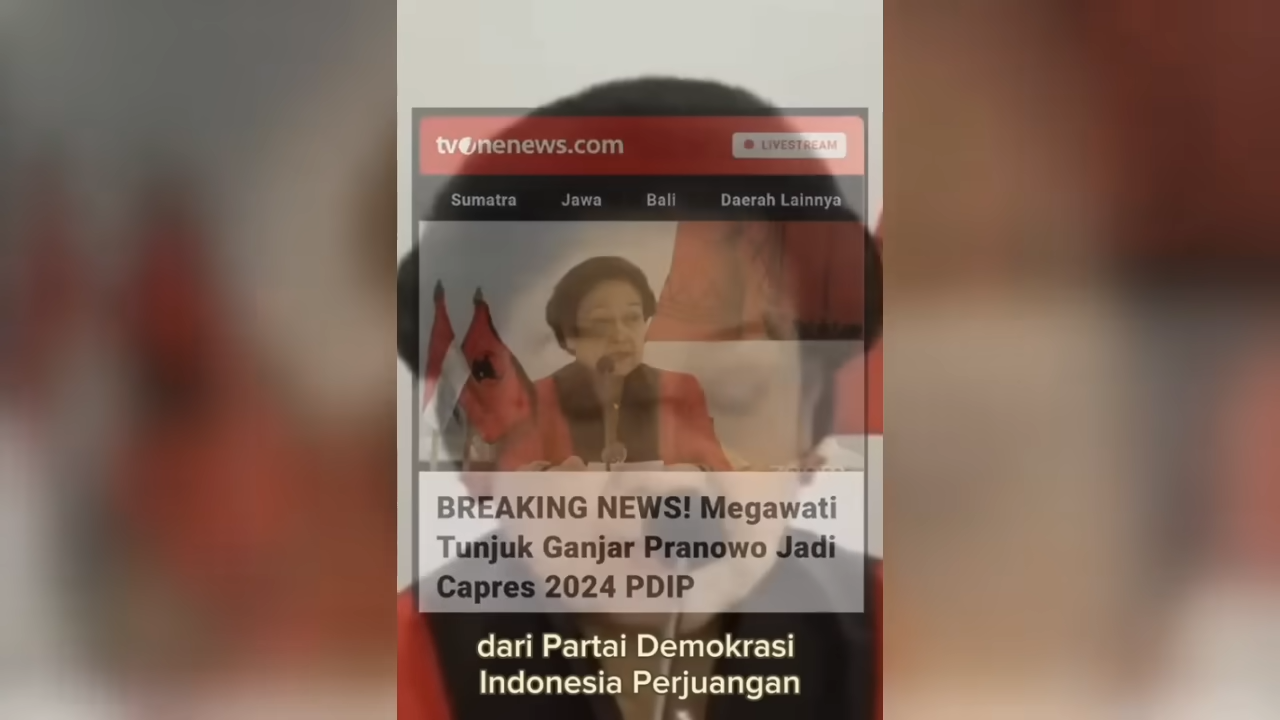 tvOnenews.com
LIVESTREAM
Sumatra Jawa Bali Daerah Lainnya
BREAKING NEWS! Megawati
Tunjuk Ganjar Pranowo Jadi
Capres 2024 PDIP
dari Partai Demokrasi
Indonesia Perjuangan